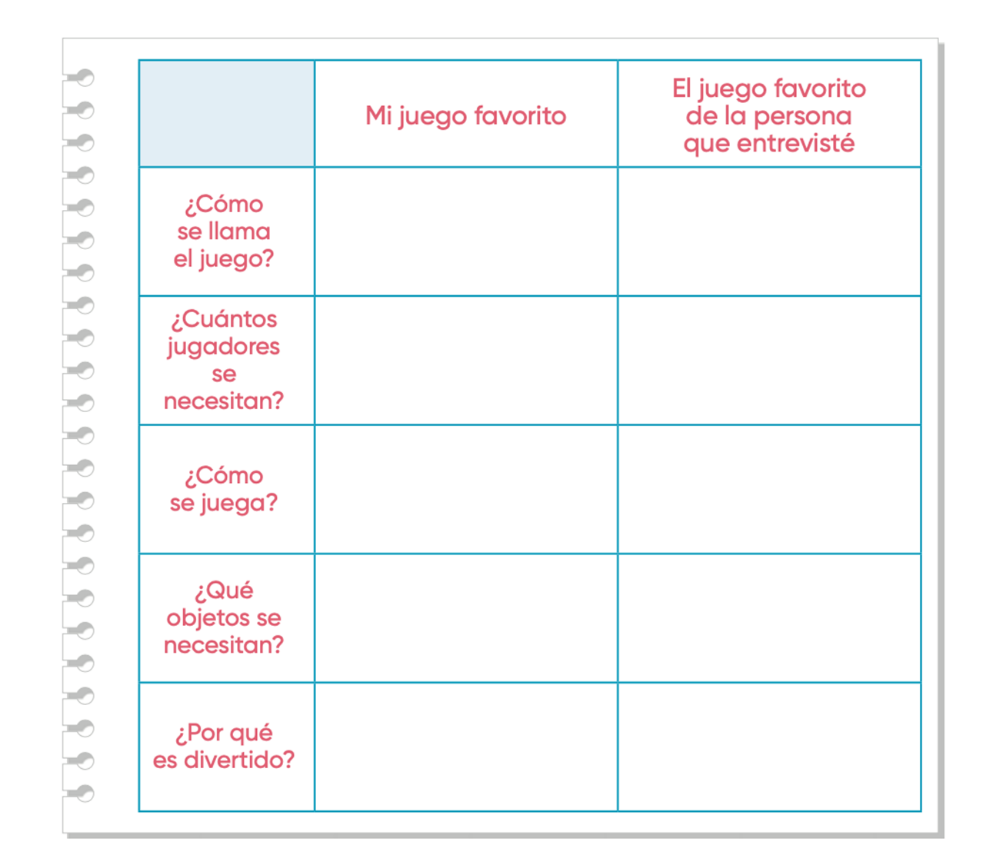 Mi juego favorito
El juego favorito
de la persona
que entrevisté
¿Cómo
se llama
el juego?
¿Cuántos
jugadores
se
necesitan?
¿Cómo
se juega?
¿Qué
objetos se
necesitan?
¿Por qué
es divertido?